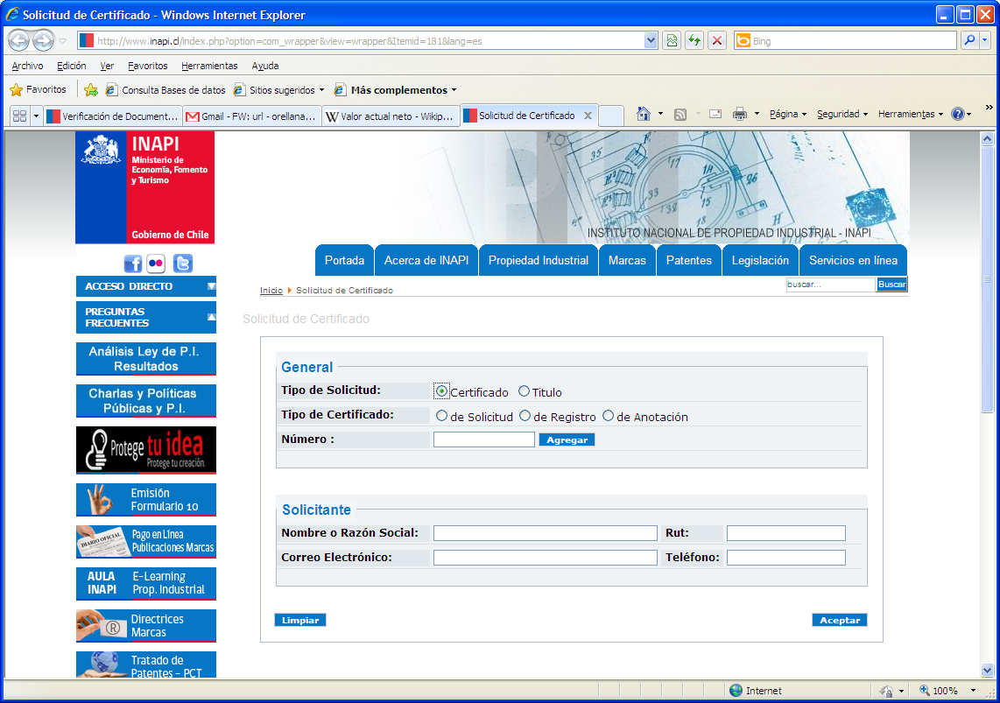 Solicitud de Certificado - Windows Internet Explorer
http://www.inapi.cl/index.php?option=com_wrapper&view=wrapper&Itemid=181&lang=es
Bing
Archivo Edición Ver Favoritos Herramientas Ayuda
Favoritos Consulta Bases de datos Sitios sugeridos Más complementos
Verificación de Document... Gmail - FW: url - orellana... Valor actual neto - Wikip... Solicitud de Certificado Página Seguridad Herramientas
INAPI
Ministerio de
Economía, Fomento
y Turismo
Gobierno de Chile
35
17
14
26
33
38
18
15
INSTITUTO NACIONAL DE PROPIEDAD INDUSTRIAL - INAPI
Portada Acerca de INAPI Propiedad Industrial Marcas Patentes Legislación Servicios en línea
Inicio Solicitud de Certificado
buscar... Buscar
ACCESO DIRECTO
PREGUNTAS
FRECUENTES
Análisis Ley de P.I.
Resultados
Charlas y Políticas
Públicas y P.I.
Protege tu idea
Protege tu creación.
Emisión
Formulario 10
DIARIO OFICIAL
Pago en Línea
Publicaciones Marcas
AULA
INAPI
E-Learning
Prop. Industrial
®
Directrices
Marcas
Tratado de
Patentes - PCT
Solicitud de Certificado
General
Tipo de Solicitud: Certificado Titulo
Tipo de Certificado: de Solicitud de Registro de Anotación
Número : Agregar
Solicitante
Nombre o Razón Social: Rut:
Correo Electrónico: Teléfono:
Limpiar Aceptar
Internet 100%